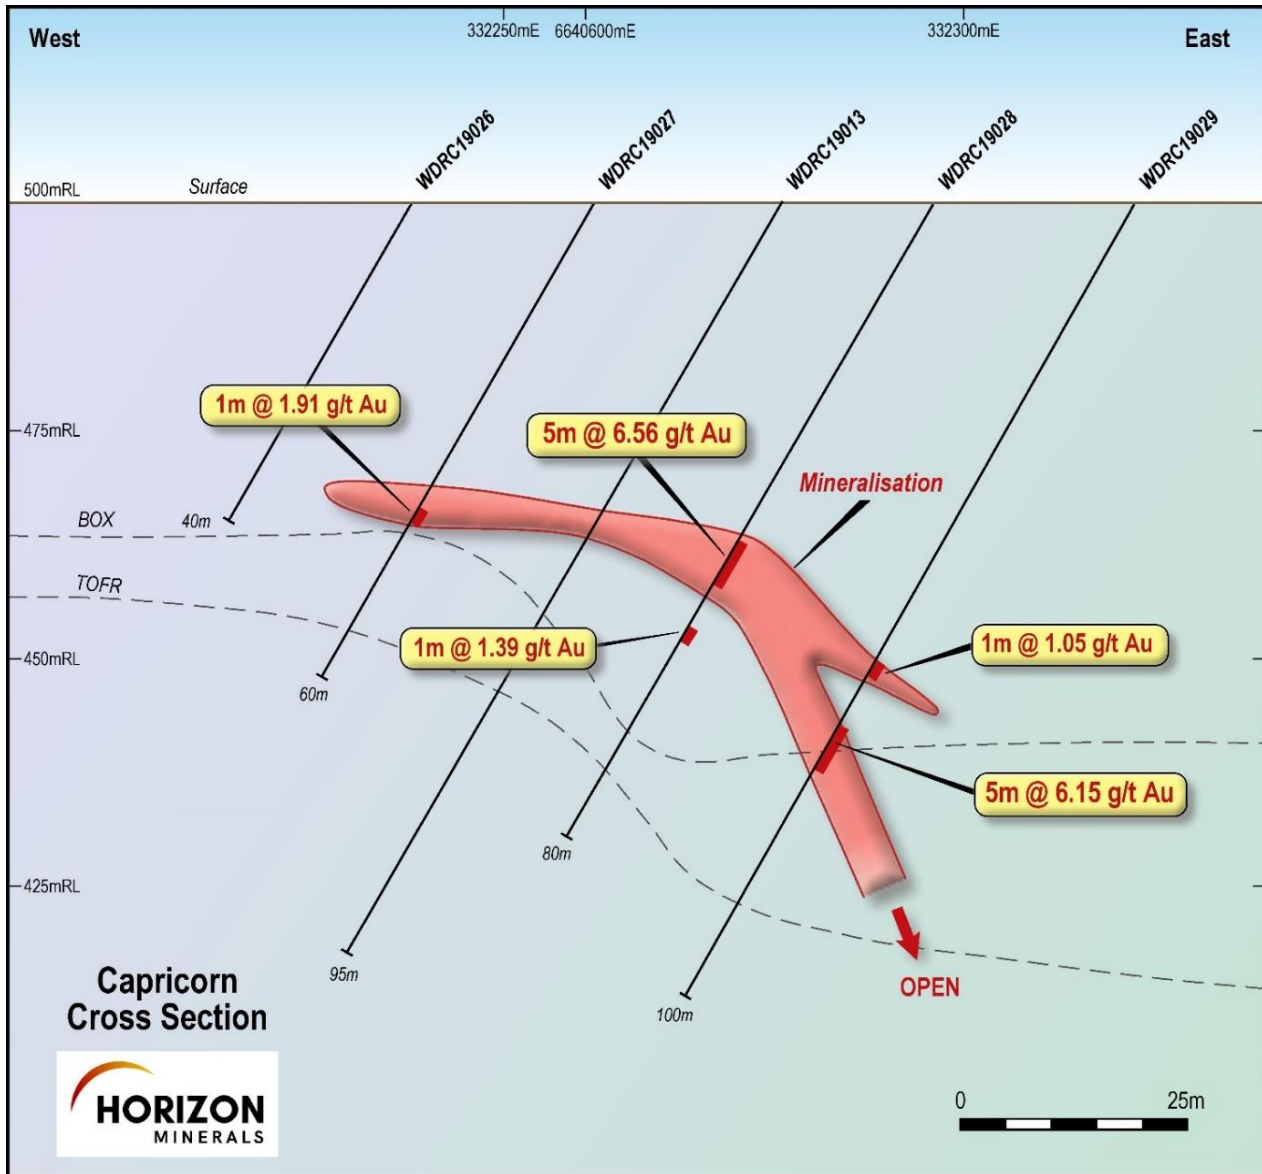 West
332250mE
6640600mE
332300mE
East
WDRC19026
WDRC19027
WDRC19013
WDRC19028
WDRC19029
500mRL
Surface
1m @ 1.91 g/t Au
5m @ 6.56 g/t Au
475mRL
Mineralisation
BOX
40m
TOFR
1m @ 1.39 g/t Au
1m @ 1.05 g/t Au
450mRL
60m
5m @ 6.15 g/t Au
80m
425mRL
95m
OPEN
100m
Capricorn
Cross Section
HORIZON
MINERALS
0
25m